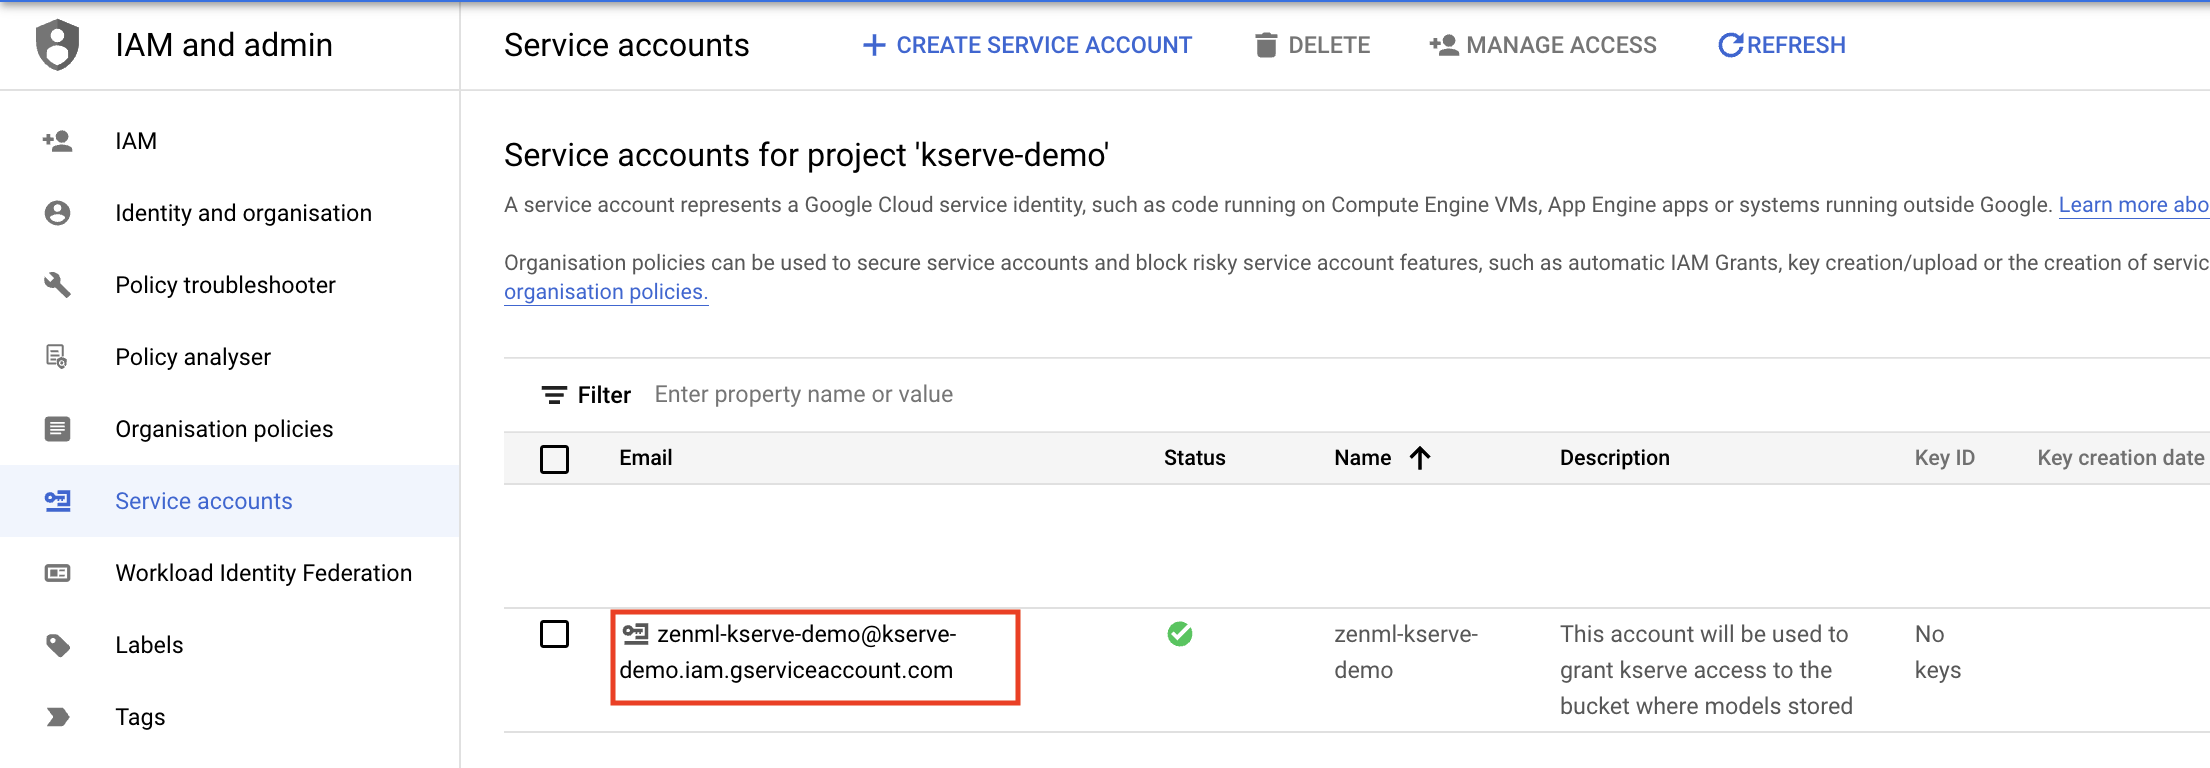 IAM and admin
IAM
Identity and organisation
Policy troubleshooter
Policy analyser
Organisation policies
Service accounts
Workload Identity Federation
Labels
Tags
Service accounts
CREATE SERVICE ACCOUNT
DELETE
MANAGE ACCESS
REFRESH
Service accounts for project 'kserve-demo'
A service account represents a Google Cloud service identity, such as code running on Compute Engine VMs, App Engine apps or systems running outside Google. Learn more abo
Organisation policies can be used to secure service accounts and block risky service account features, such as automatic IAM Grants, key creation/upload or the creation of servic
organisation policies.
Filter Enter property name or value
Email Status Name Description Key ID Key creation date
zenml-kserve-demo@kserve-
demo.iam.gserviceaccount.com
zenml-kserve-
demo
This account will be used to
grant kserve access to the
bucket where models stored
No
keys